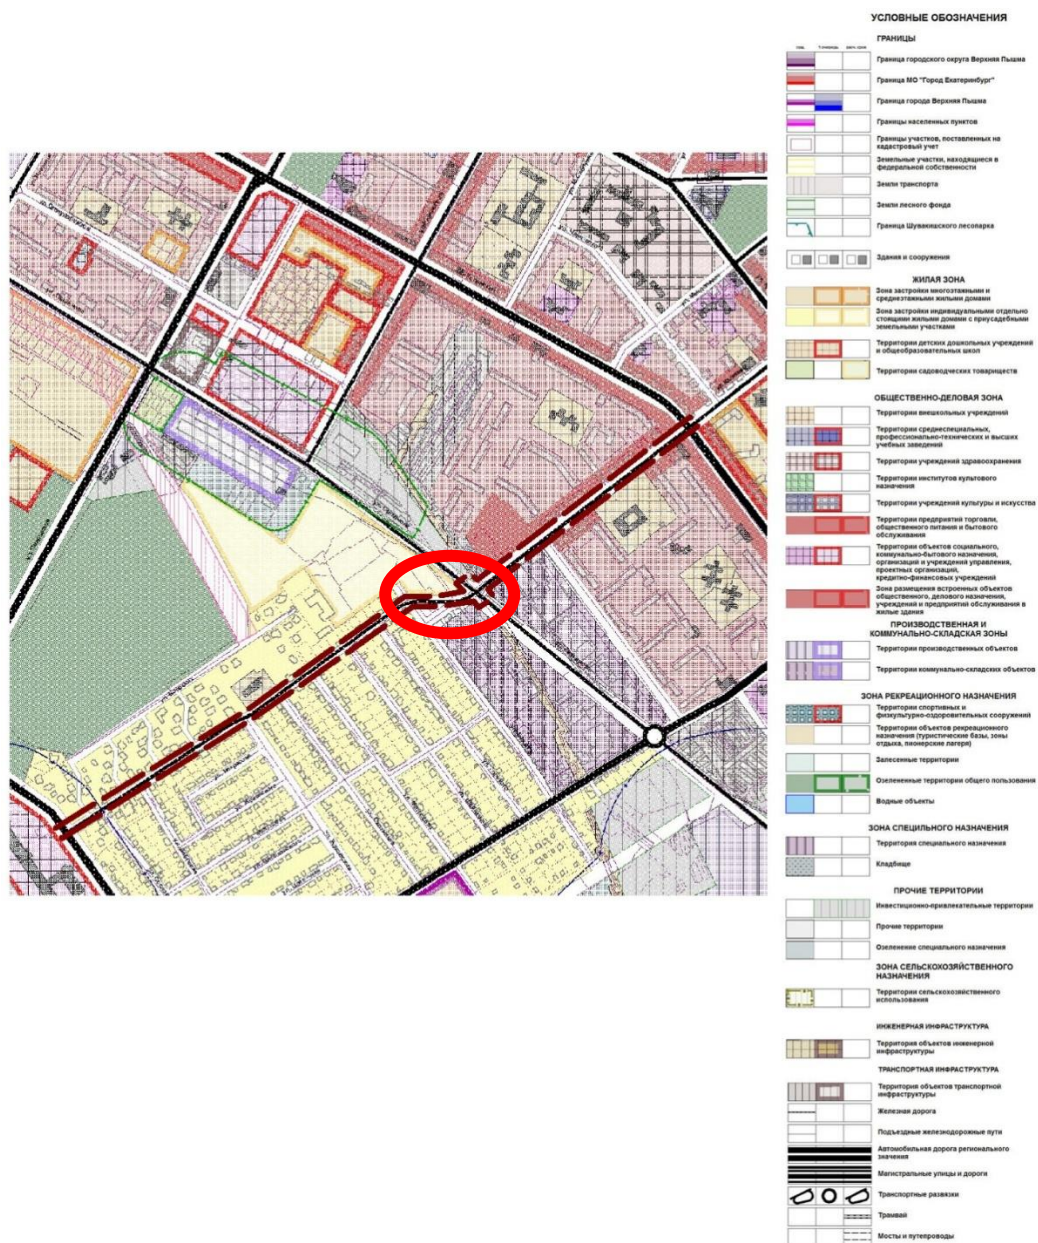 УСЛОВНЫЕ ОБОЗНАЧЕНИЯ
ГРАНИЦЫ
Граница городского округа Верхняя Пышма
Граница МО "Город Екатеринбург"
Граница города Верхняя Пышма
Границы населенных пунктов
Границы участков, поставленных на
кадастровый учет
Земельные участки, находящиеся в
федеральной собственности
Земли транспорта
Земли лесного фонда
Граница Шувакишского лесопарка
Здания и сооружения
ЖИЛАЯ ЗОНА
Зона застройки многоэтажными и
среднеэтажными жилыми домами
Зона застройки индивидуальными отдельно
стоящими жилыми домами с приусадебными
земельными участками
Территории детских дошкольных учреждений
и общеобразовательных школ
Территории садоводческих товариществ
ОБЩЕСТВЕННО-ДЕЛОВАЯ ЗОНА
Территории внешкольных учреждений
Территории среднеспециальных,
профессионально-технических и высших
учебных заведений
Территории учреждений здравоохранения
Территории институтов культового
назначения
Территории учреждений культуры и искусства
Территории предприятий торговли,
общественного питания и бытового
обслуживания
Территории объектов социального,
коммунально-бытового назначения,
организаций и учреждений управления,
проектных организаций,
кредитно-финансовых учреждений
Зона размещения встроенных объектов
общественного, делового назначения,
учреждений и предприятий обслуживания в
жилые здания
ПРОИЗВОДСТВЕННАЯ И
КОММУНАЛЬНО-СКЛАДСКАЯ ЗОНЫ
Территории производственных объектов
Территории коммунально-складских объектов
ЗОНА РЕКРЕАЦИОННОГО НАЗНАЧЕНИЯ
Территории спортивных и
физкультурно-оздоровительных сооружений
Территории объектов рекреационного
назначения (туристические базы, зоны
отдыха, пионерские лагеря)
Залесенные территории
Озелененные территории общего пользования
Водные объекты
ЗОНА СПЕЦИЛЬНОГО НАЗНАЧЕНИЯ
Территория специального назначения
Кладбище
ПРОЧИЕ ТЕРРИТОРИИ
Инвестиционно-привлекательные территории
Прочие территории
Озеленение специального назначения
ЗОНА СЕЛЬСКОХОЗЯЙСТВЕННОГО
НАЗНАЧЕНИЯ
Территории сельскохозяйственного
использования
ИНЖЕНЕРНАЯ ИНФРАСТРУКТУРА
Территория объектов инженерной
инфраструктуры
ТРАНСПОРТНАЯ ИНФРАСТРУКТУРА
Территория объектов транспортной
инфраструктуры
Железная дорога
Подъездные железнодорожные пути
Автомобильная дорога регионального
значения
Магистральные улицы и дороги
Транспортные развязки
Трамвай
Мосты и путепроводы